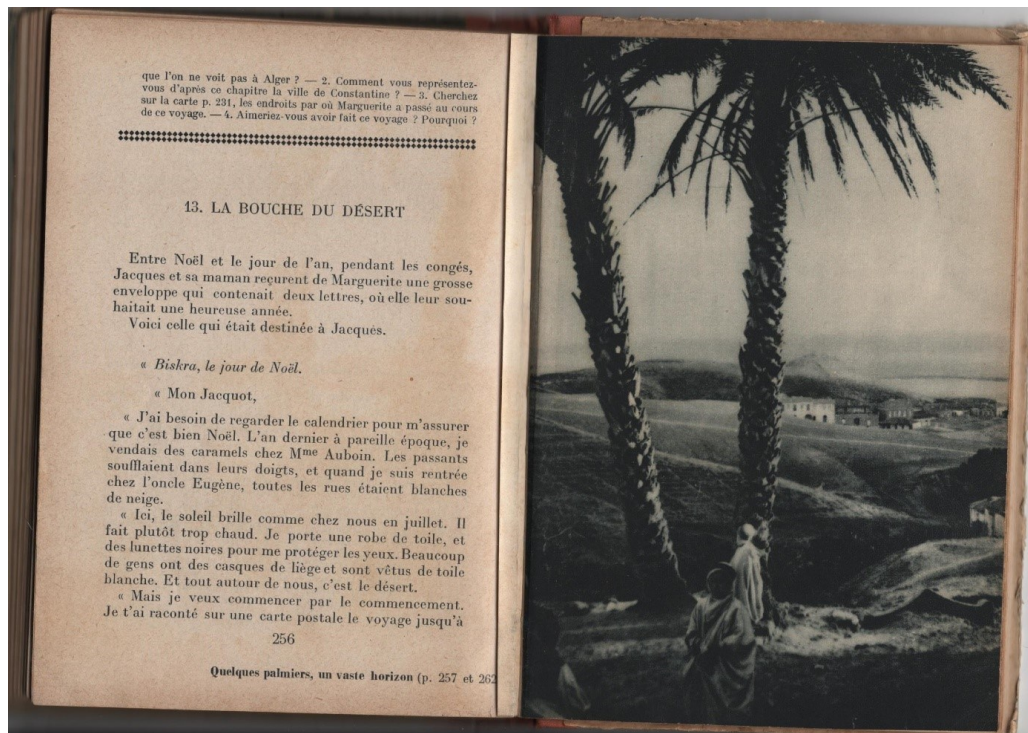 que l'on ne voit pas à Alger ? — 2. Comment vous représentez-
vous d'après ce chapitre la ville de Constantine ? — 3. Cherchez
sur la carte p. 231, les endroits par où Marguerite a passé au cours
de ce voyage. — 4. Aimeriez-vous avoir fait ce voyage ? Pourquoi ?
13. LA BOUCHE DU DÉSERT
Entre Noël et le jour de l'an, pendant les congés,
Jacques et sa maman reçurent de Marguerite une grosse
enveloppe qui contenait deux lettres, où elle leur sou-
haitait une heureuse année.
Voici celle qui était destinée à Jacques.
« Biskra, le jour de Noël.
« Mon Jacquot,
« J'ai besoin de regarder le calendrier pour m'assurer
que c'est bien Noël. L'an dernier à pareille époque, je
vendais des caramels chez Mme Auboin. Les passants
soufflaient dans leurs doigts, et quand je suis rentrée
chez l'oncle Eugène, toutes les rues étaient blanches
de neige.
« Ici, le soleil brille comme chez nous en juillet. Il
fait plutôt trop chaud. Je porte une robe de toile, et
des lunettes noires pour me protéger les yeux. Beaucoup
de gens ont des casques de liège et sont vêtus de toile
blanche. Et tout autour de nous, c'est le désert.
« Mais je veux commencer par le commencement.
Je t'ai raconté sur une carte postale le voyage jusqu'à
256
Quelques palmiers, un vaste horizon (p. 257 et 262